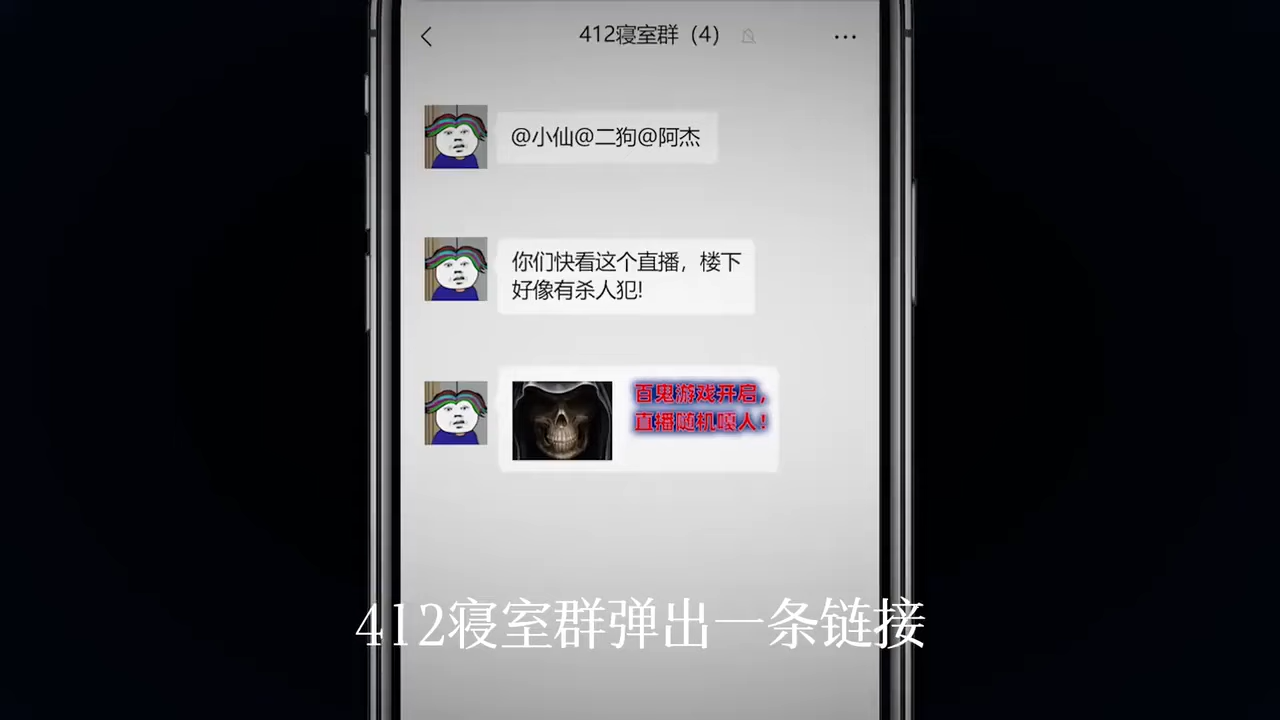 412寝室群（4）
@小仙@二狗@阿杰
你们快看这个直播，楼下
好像有杀人犯!
百鬼游戏开启，
直播随机嘎人！
412寝室群弹出一条链接